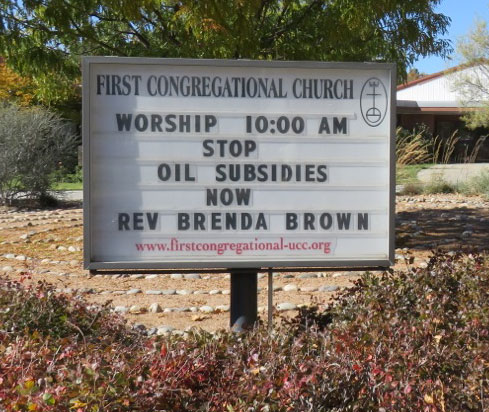 FIRST CONGREGATIONAL CHURCH
WORSHIP 10:00 AM
STOP
OIL SUBSIDIES
NOW
REV BRENDA BROWN
www.firstcongregational-ucc.org